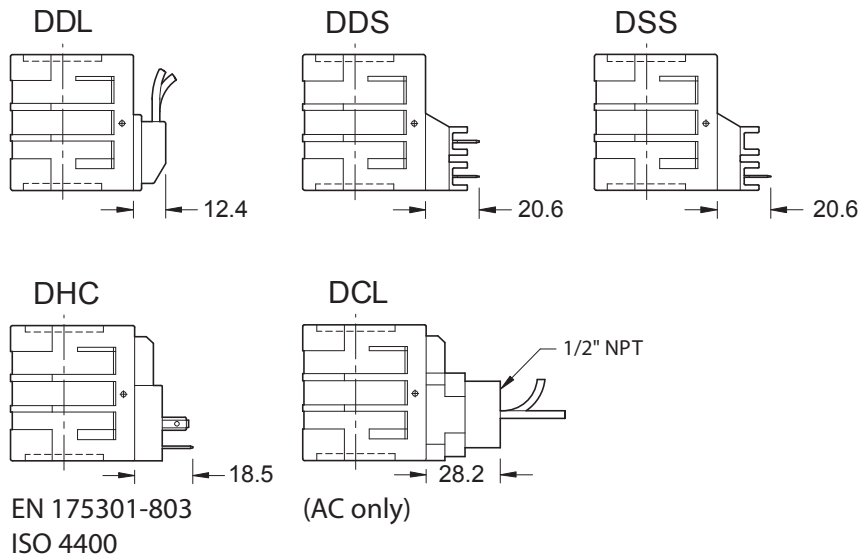 DDL
DDS
DSS
12.4
20.6
20.6
DHC
DCL
1/2" NPT
18.5
28.2
EN 175301-803
ISO 4400
(AC only)